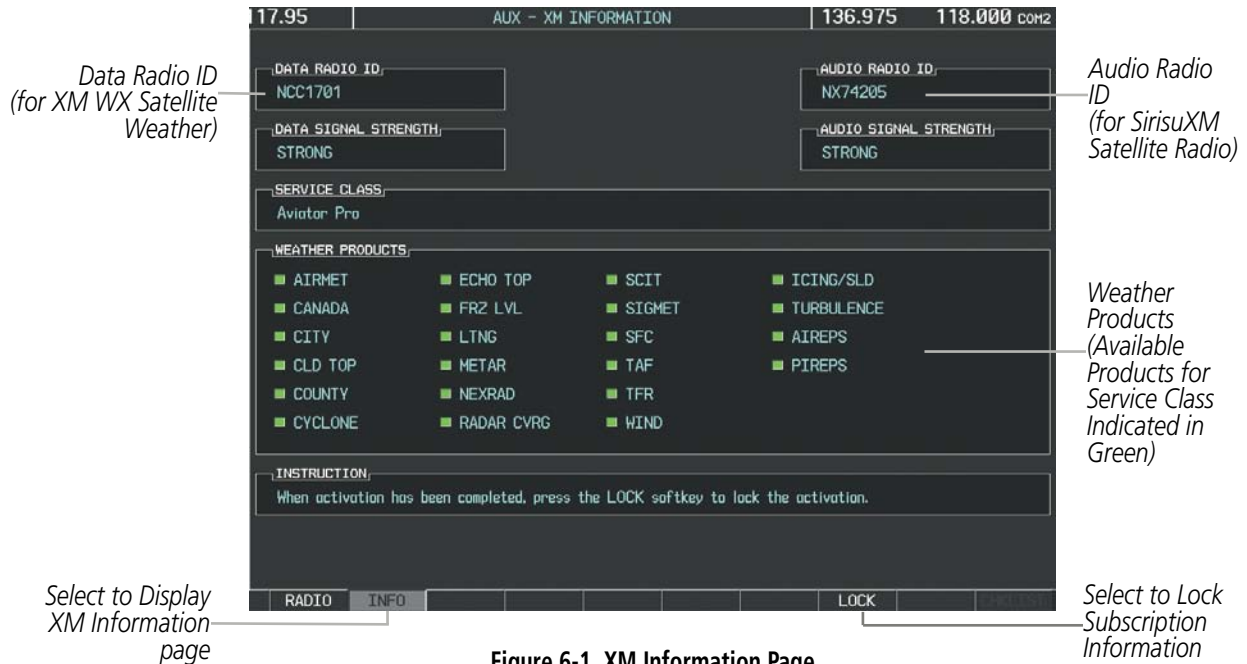 117.95 AUX - XM INFORMATION 136.975 118.000 COM2
Data Radio ID
(for XM WX Satellite
Weather)
DATA RADIO ID
NCC1701
AUDIO RADIO ID
NX74205
Audio Radio
ID
(for SirisuXM
Satellite Radio)
DATA SIGNAL STRENGTH
STRONG
AUDIO SIGNAL STRENGTH
STRONG
SERVICE CLASS
Aviator Pro
WEATHER PRODUCTS
AIRMET ECHO TOP SCIT ICING/SLD
CANADA FRZ LVL SIGMET TURBULENCE
CITY LTNG SFC AIREPS
CLD TOP METAR TAF PIREPS
COUNTY NEXRAD TFR
CYCLONE RADAR CVRG WIND
Weather
Products
(Available
Products for
Service Class
Indicated in
Green)
INSTRUCTION
When activation has been completed, press the LOCK softkey to lock the activation.
Select to Display
XM Information
page
RADIO INFO LOCK
Select to Lock
Subscription
Information
Figure 6-1 XM Information Page